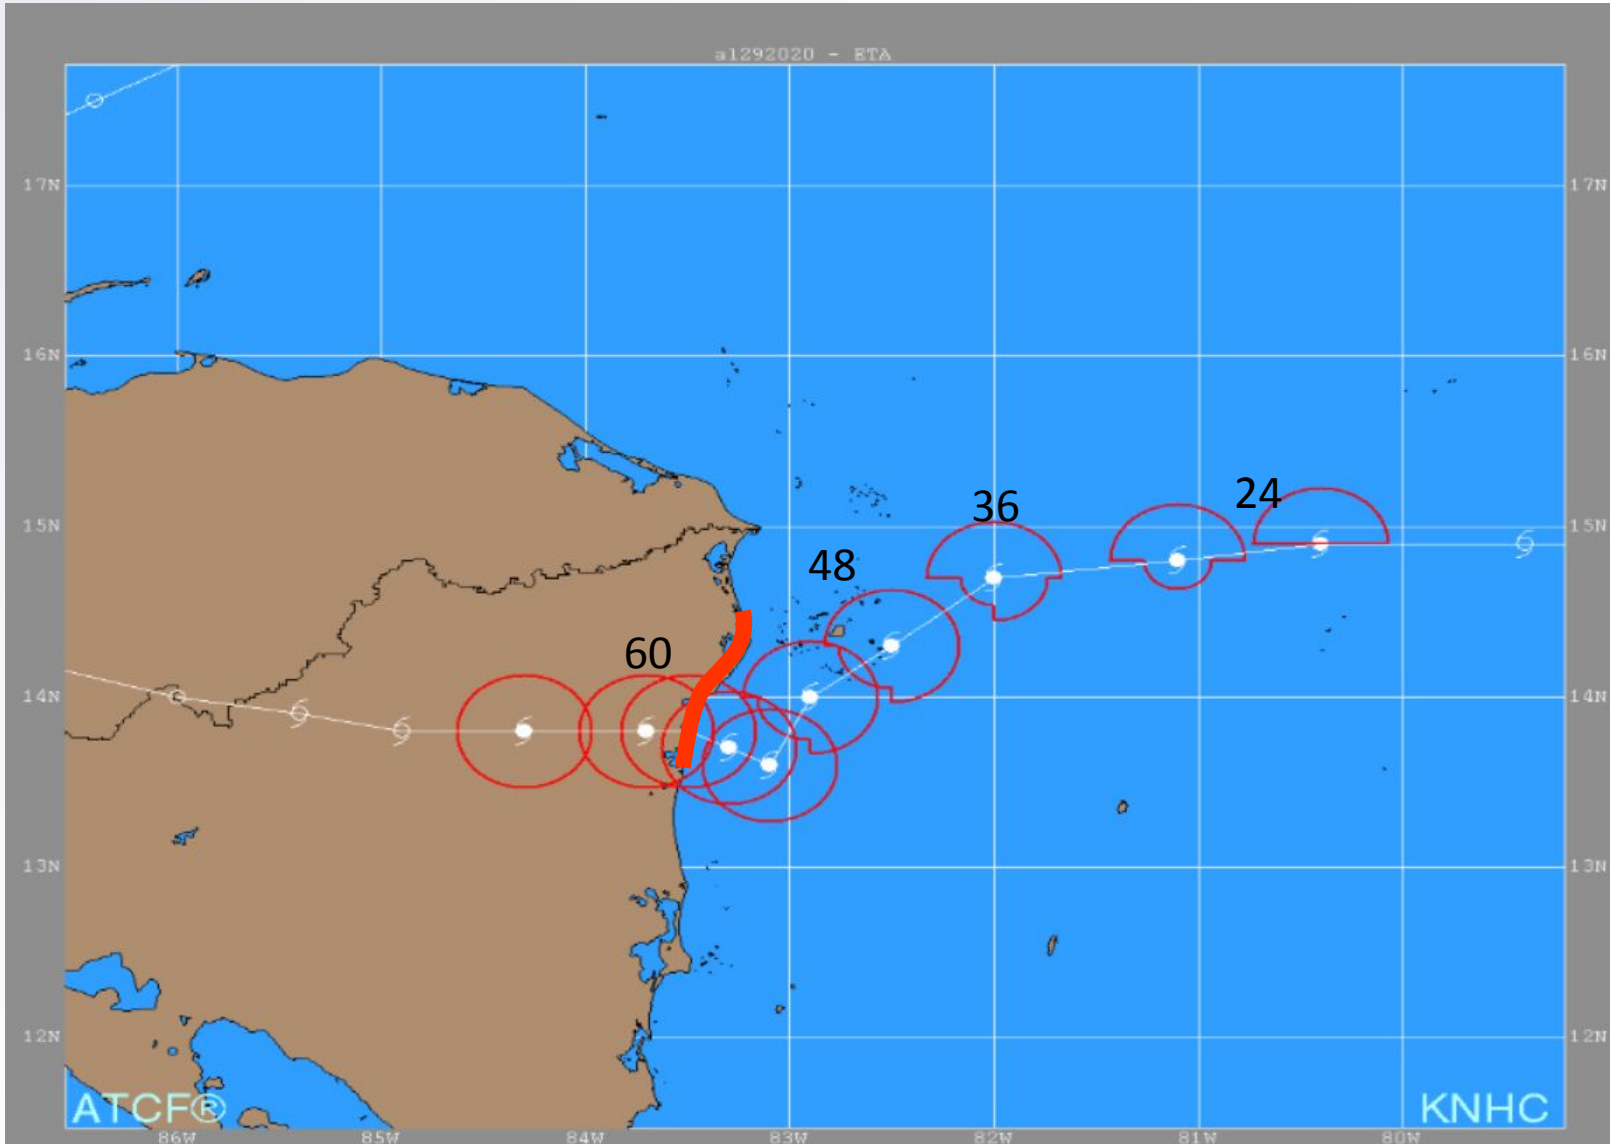 a1292020 - ETA
17N 17N
16N 16N
24
36
15N 15N
48
60
14N 14N
13N 13N
12N 12N
ATCF® KNHC
86W 85W 84W 83W 82W 81W 80W